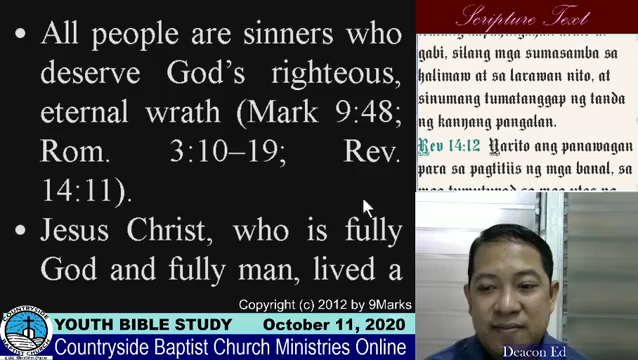 • All people are sinners who
deserve God's righteous,
eternal wrath (Mark 9:48;
Rom. 3:10–19; Rev.
14:11).
• Jesus Christ, who is fully
God and fully man, lived a
Copyright (c) 2012 by 9Marks
Scripture Text
gabi, silang mga sumasamba sa
halimaw at sa larawan nito, at
sinumang tumatanggap ng tanda
ng kanyang pangalan.
Rev 14:12 Narito ang panawagan
para sa pagtitiis ng mga banal, sa
Deacon Ed
COUNTRYSIDE
BAPTIST CHURCH
YOUTH BIBLE STUDY October 11, 2020
Countryside Baptist Church Ministries Online